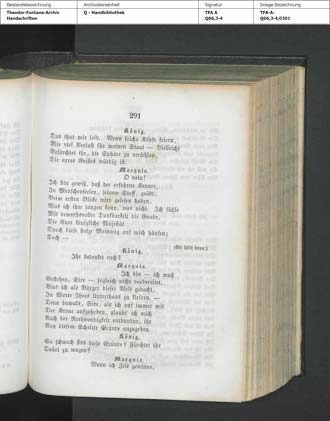 Bestandsbezeichnung
Archivalieneinheit
Signatur
Image-Bezeichnung
Theodor-Fontane-Archiv
Handschriften
Q - Handbibliothek
TFA A
Q66,3-4
TFA-A-
Q66,3-4,0301
291
König.
Das thut mir leid. Wenn solche Köpfe feiern,
Wie viel Verlust für meinen Staat — Vielleicht
Befürchtet ihr, die Sphäre zu verfehlen,
Die eures Geistes würdig ist.
Marquis.
O nein!
Ich bin gewiß, daß der erfahrne Kenner,
In Menschenseelen, seinem Stoff, geübt,
Beim ersten Blicke wird gelesen haben,
Was ich ihm taugen kann, was nicht. Ich fühle
Mit demuthsvoller Dankbarkeit die Gnade,
Die Eure königliche Majestät
Durch diese stolze Meinung auf mich häufen;
Doch —
(Er hält inne.)
König.
Ihr bedenket euch?
Marquis.
Ich bin — ich muß
Gestehen, Sire — sogleich nicht vorbereitet,
Was ich als Bürger dieser Welt gedacht,
In Worte Ihres Unterthans zu kleiden. —
Denn damals, Sire, als ich auf immer mit
Der Krone aufgehoben, glaubt' ich mich
Auch der Nothwendigkeit entbunden, ihr
Von diesem Schritte Gründe anzugeben.
König.
So schwach sind diese Gründe? Fürchtet ihr
Dabei zu wagen?
Marquis.
Wenn ich Zeit gewinne,